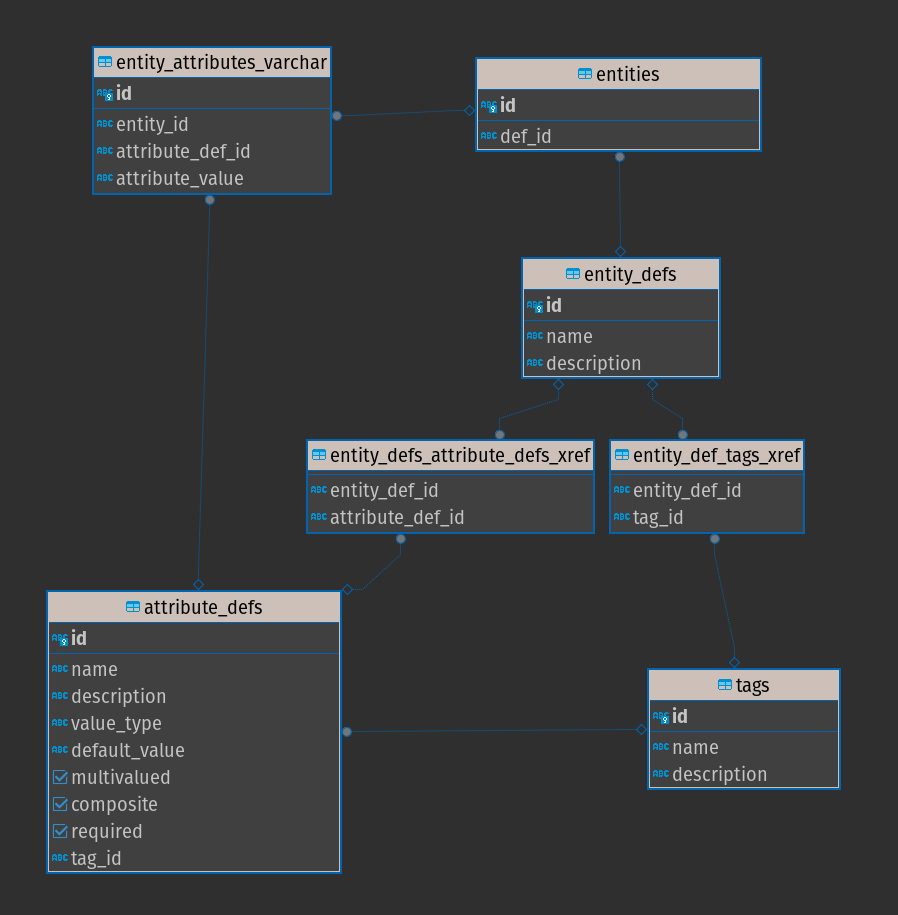 entity_attributes_varchar
id
entity_id
attribute_def_id
attribute_value
entities
id
def_id
entity_defs
id
name
description
entity_defs_attribute_defs_xref
entity_def_id
attribute_def_id
entity_def_tags_xref
entity_def_id
tag_id
attribute_defs
id
name
description
value_type
default_value
multivalued
composite
required
tag_id
tags
id
name
description